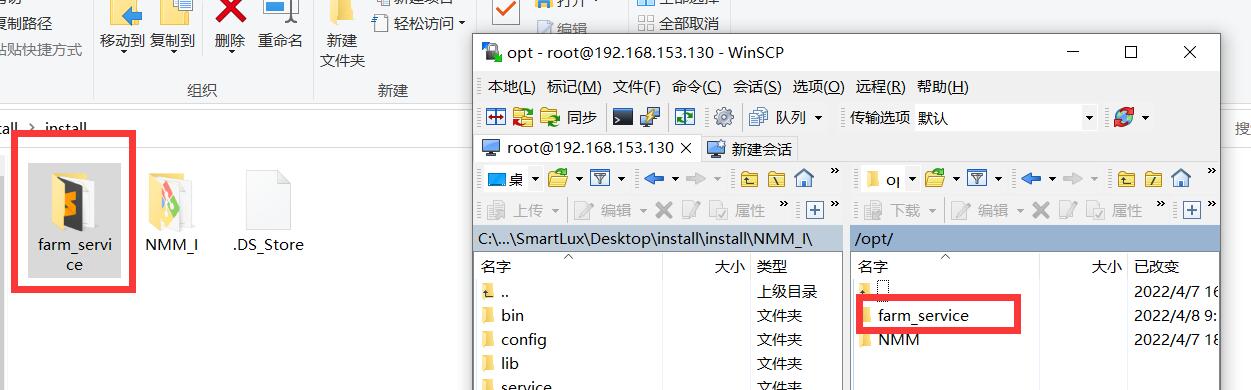 复制路径
粘贴快捷方式
移动到 复制到 删除 重命名
组织
新建
文件夹
轻松访问
新建
打开
编辑
全部选择
全部取消
install
farm_servi
ce
NMM_I
.DS_Store
opt - root@192.168.153.130 - WinSCP
本地(L) 标记(M) 文件(F) 命令(C) 会话(S) 选项(O) 远程(R) 帮助(H)
同步 队列 传输选项 默认
root@192.168.153.130 新建会话
桌
上传 编辑 属性
下载 编辑 属性
C:\...\SmartLux\Desktop\install\install\NMM_I\
/opt/
名字 大小 类型
.. 上级目录
bin 文件夹
config 文件夹
lib 文件夹
service 文件夹
名字 大小 已改变
2022/4/7 16
farm_service 2022/4/8 9:
NMM 2022/4/7 18